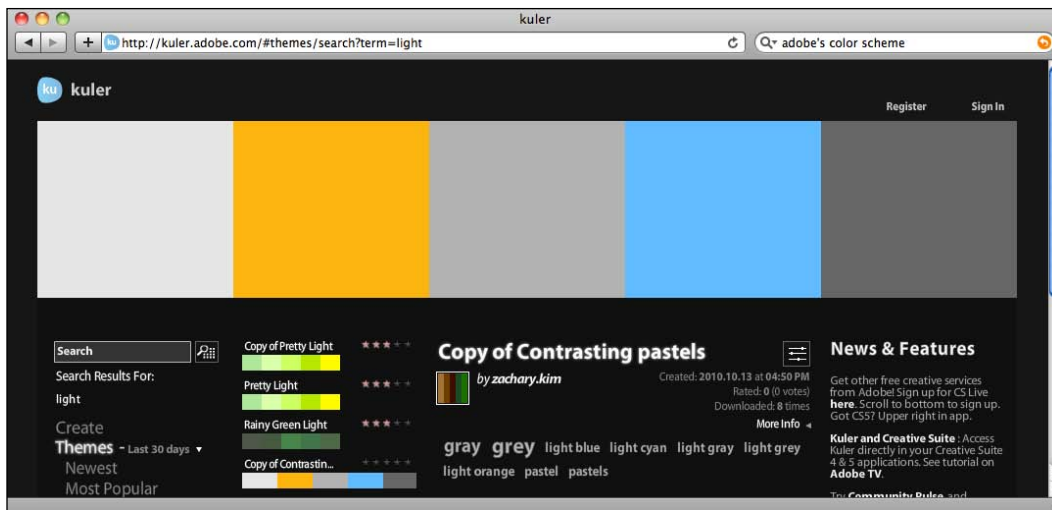 kuler
http://kuler.adobe.com/#themes/search?term=light
adobe's color scheme
ku kuler
Register
Sign In
Search
Search Results For:
light
Create
Themes - Last 30 days
Newest
Most Popular
Copy of Pretty Light
Pretty Light
Rainy Green Light
Copy of Contrastin...
Copy of Contrasting pastels
by zachary.kim
Created: 2010.10.13 at 04:50 PM
Rated: 0 (0 votes)
Downloaded: 8 times
More Info
gray grey light blue light cyan light gray light grey
light orange pastel pastels
News & Features
Get other free creative services
from Adobe! Sign up for CS Live
here. Scroll to bottom to sign up.
Got CS5? Upper right in app.
Kuler and Creative Suite : Access
Kuler directly in your Creative Suite
4 & 5 applications. See tutorial on
Adobe TV.
Try Community Pulse and